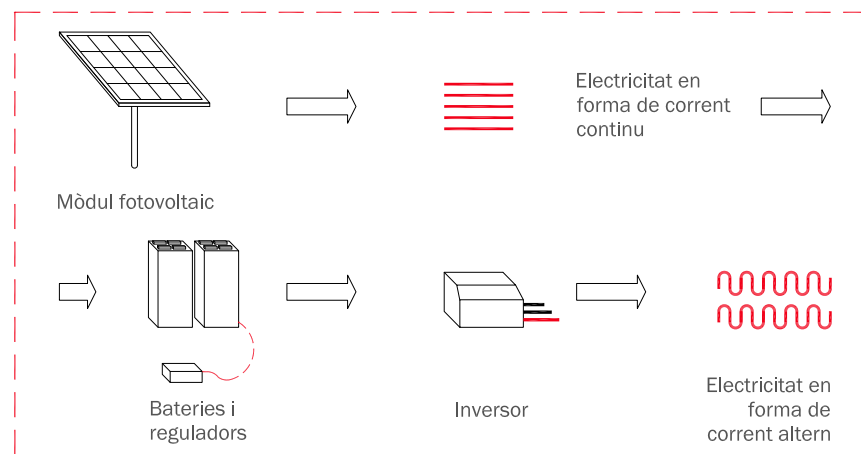 Electricitat en
forma de corrent
continu
Mòdul fotovoltaic
Bateries i
reguladors
Inversor
Electricitat en
forma de
corrent altern